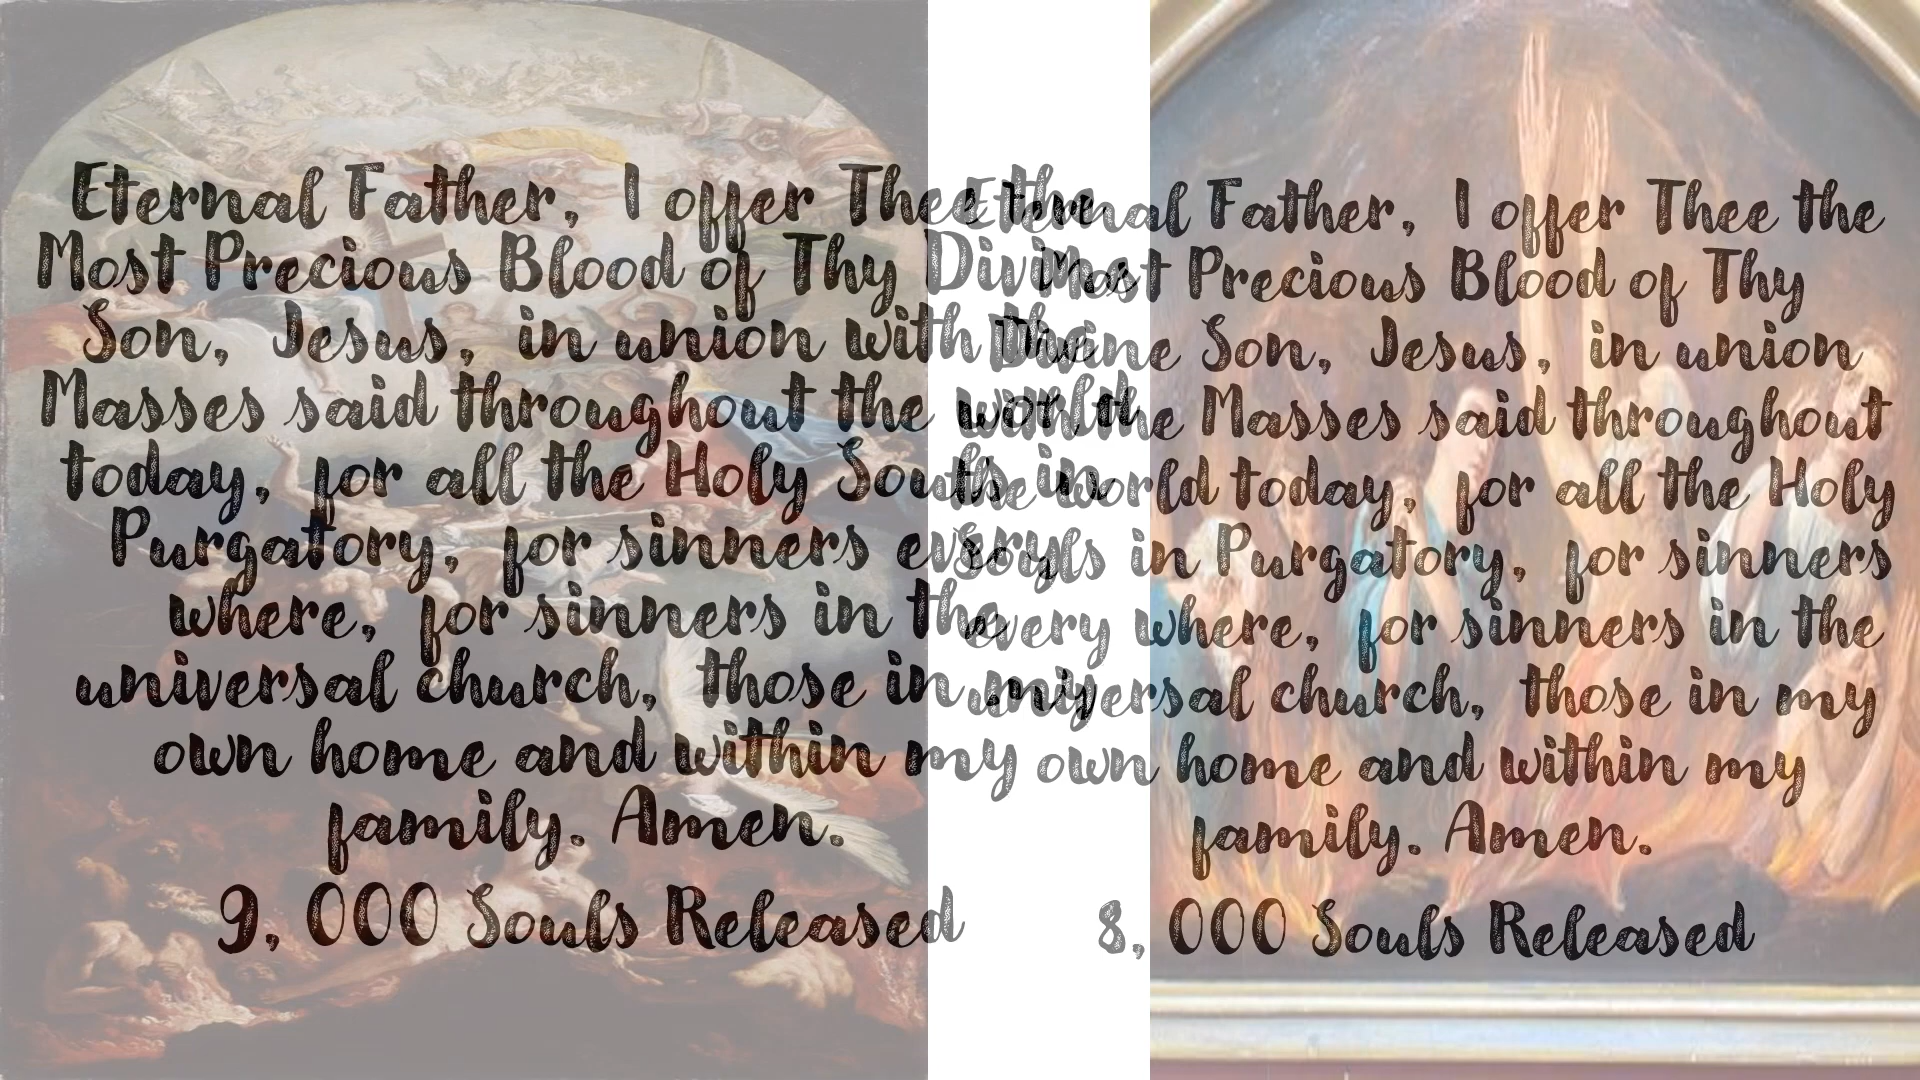 Eternal Father, I offer Thee the
Most Precious Blood of Thy Divine
Son, Jesus, in union with the
Masses said throughout the world
today, for all the Holy Souls in
Purgatory, for sinners every
where, for sinners in the
universal church, those in my
own home and within my
family. Amen.
9, 000 Souls Released
Eternal Father, I offer Thee the
Most Precious Blood of Thy
Divine Son, Jesus, in union
with the Masses said throughout
the world today, for all the Holy
Souls in Purgatory, for sinners
every where, for sinners in the
universal church, those in my
own home and within my
family. Amen.
8, 000 Souls Released